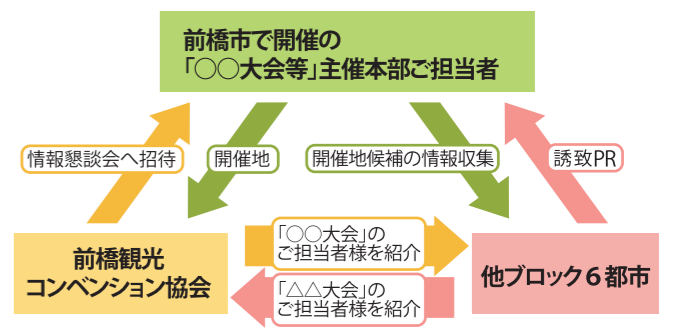 前橋市で開催の
「○○大会等」主催本部ご担当者
情報懇談会へ招待
開催地
開催地候補の情報収集
誘致PR
「○○大会」の
ご担当者様を紹介
前橋観光
コンベンション協会
他ブロック6都市
「△△大会」の
ご担当者様を紹介